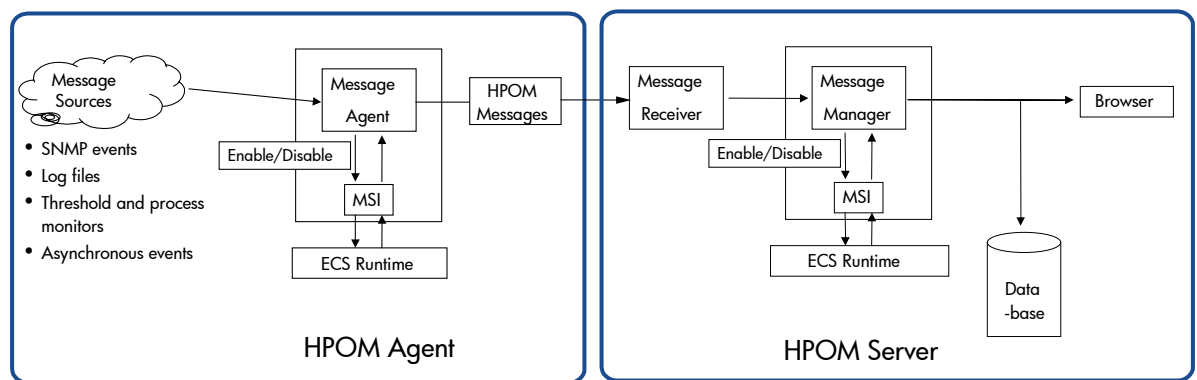 Message
Sources
• SNMP events
• Log files
• Threshold and process
monitors
• Asynchronous events
Message
Agent
Enable/Disable
MSI
ECS Runtime
HPOM
Messages
HPOM Agent
Message
Receiver
Message
Manager
Enable/Disable
MSI
ECS Runtime
Browser
Data
-base
HPOM Server